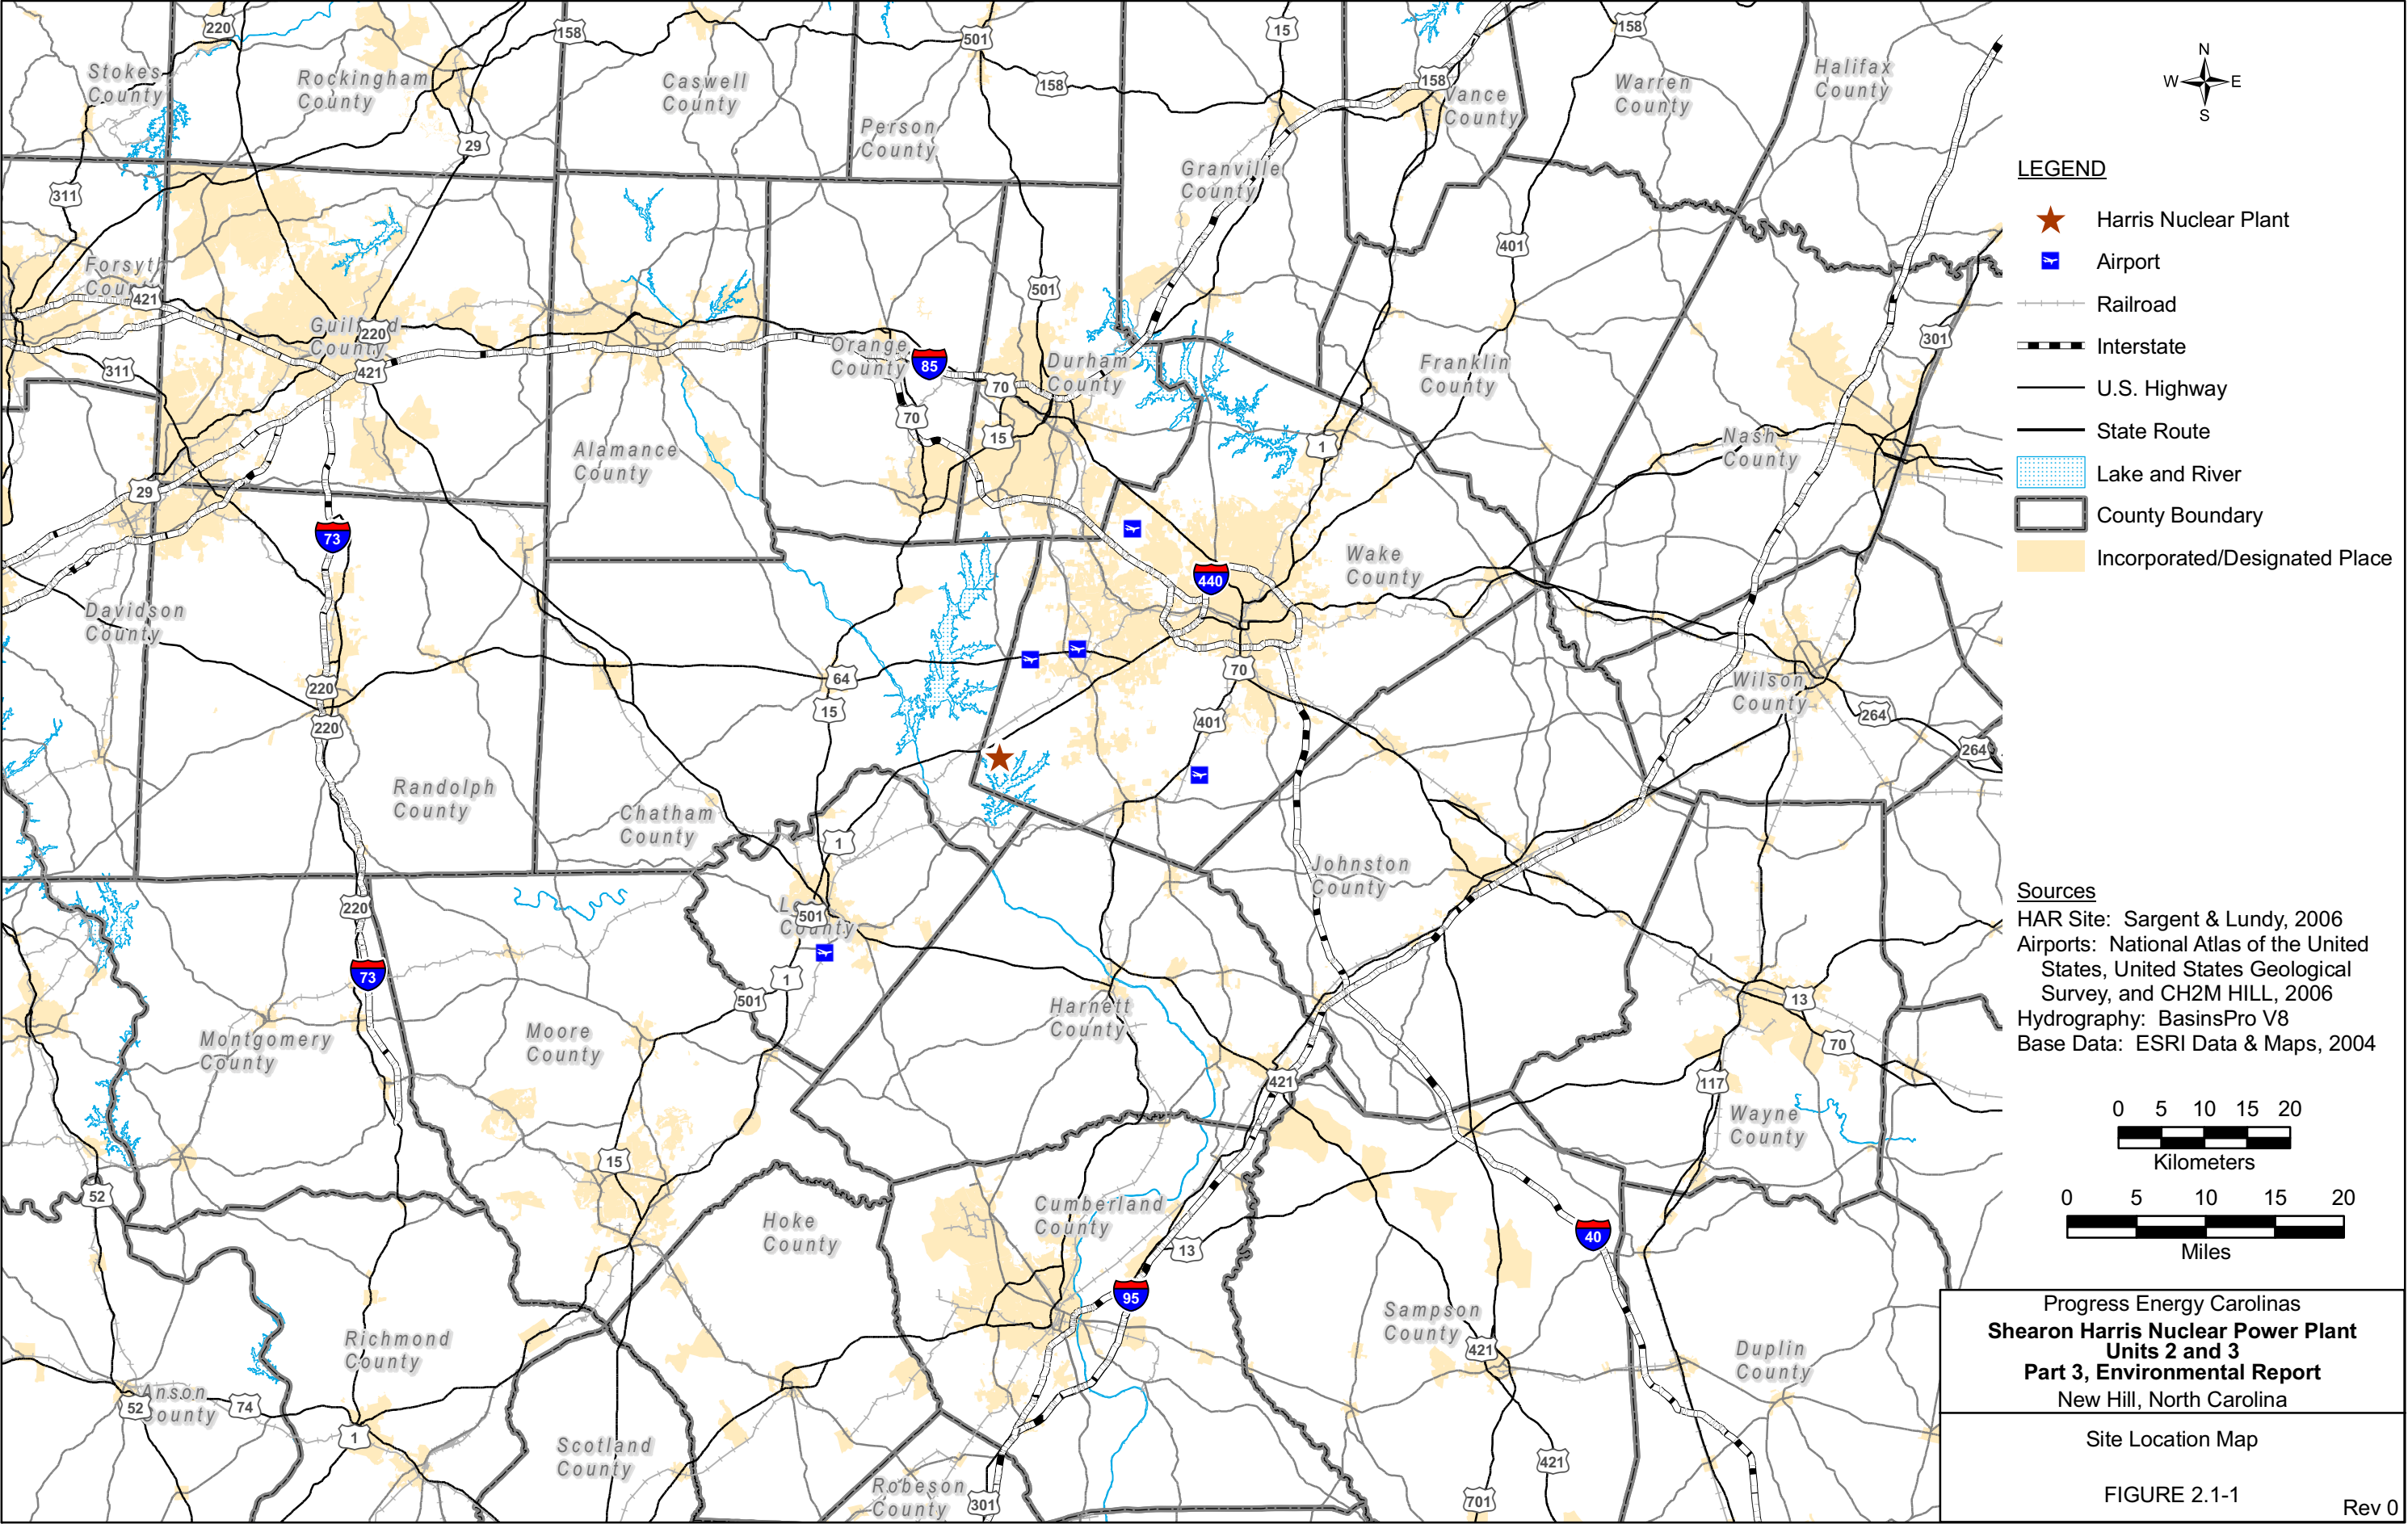 220
158
501
15
158
158
N
W E
S
Stokes
County
Rockingham
County
Caswell
County
158
Vance
County
Warren
County
Halifax
County
Person
County
29
Granville
County
LEGEND
311
Harris Nuclear Plant
401
Airport
Forsyth
County
421
501
Railroad
Guilford
County
220
421
311
Orange
County
85
Durham
County
Franklin
County
301
Interstate
70
70
15
U.S. Highway
State Route
Alamance
County
1
Nash
County
Lake and River
29
County Boundary
73
Incorporated/Designated Place
440
Wake
County
Davidson
County
64
15
70
220
220
401
Wilson
County
264
264
Randolph
County
Chatham
County
1
Johnston
County
Sources
HAR Site: Sargent & Lundy, 2006
Airports: National Atlas of the United
States, United States Geological
Survey, and CH2M HILL, 2006
Hydrography: BasinsPro V8
Base Data: ESRI Data & Maps, 2004
220
501
Lee
County
73
1
501
13
70
Harnett
County
Montgomery
County
Moore
County
421
117
Wayne
County
0 5 10 15 20
Kilometers
0 5 10 15 20
Miles
15
52
Hoke
County
Cumberland
County
13
40
95
Sampson
County
421
Richmond
County
Duplin
County
Anson
County
52
74
1
Scotland
County
421
Robeson
County
301
701
Progress Energy Carolinas
Shearon Harris Nuclear Power Plant
Units 2 and 3
Part 3, Environmental Report
New Hill, North Carolina
Site Location Map
FIGURE 2.1-1
Rev 0